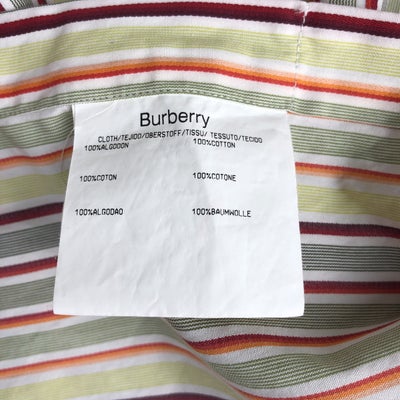 Burberry
CLOTH/TEJIDO/OBERSTOFF/TISSU/ TESSUTO/TECIDO
100%ALGODON 100%COTTON
100%COTON 100%COTONE
100%ALGODAO 100%BAUMWOLLE